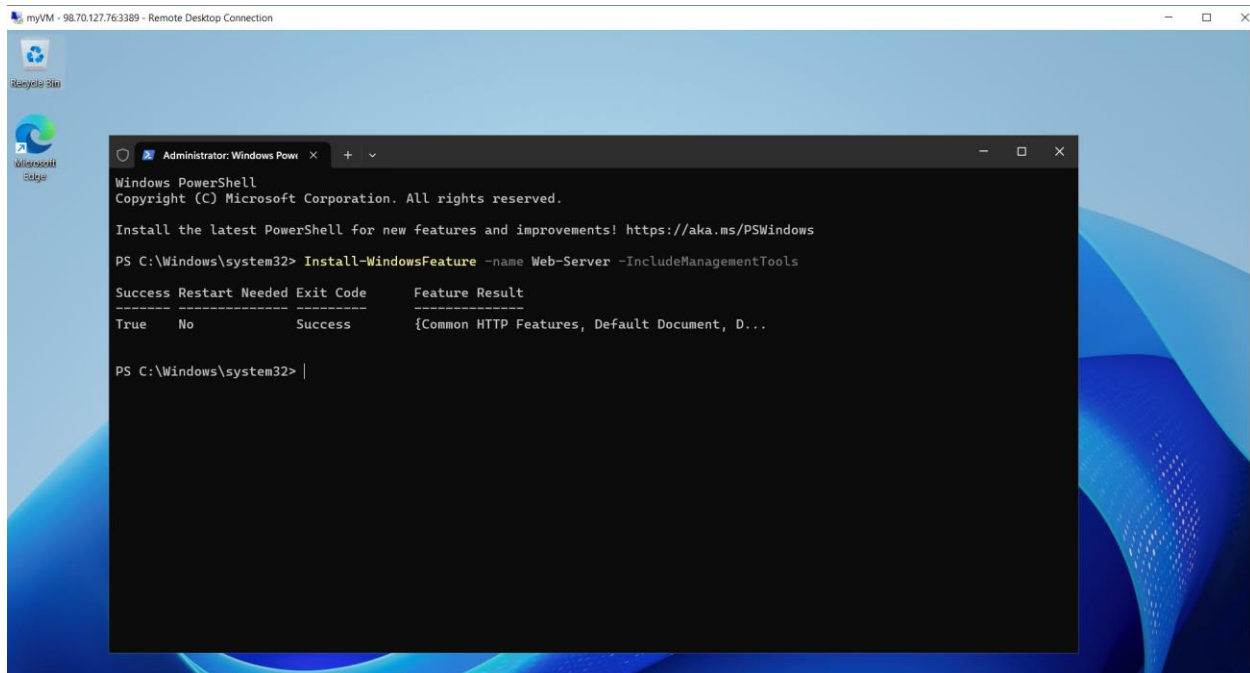 myVM - 98.70.127.76:3389 - Remote Desktop Connection
Recycle Bin
Microsoft
Edge
Administrator: Windows Powe
Windows PowerShell
Copyright (C) Microsoft Corporation. All rights reserved.
Install the latest PowerShell for new features and improvements! https://aka.ms/PSWindows
PS C:\Windows\system32> Install-WindowsFeature -name Web-Server -IncludeManagementTools
Success Restart Needed Exit Code      Feature Result
------- -------------- ---------      --------------
True    No             Success        {Common HTTP Features, Default Document, D...
PS C:\Windows\system32>